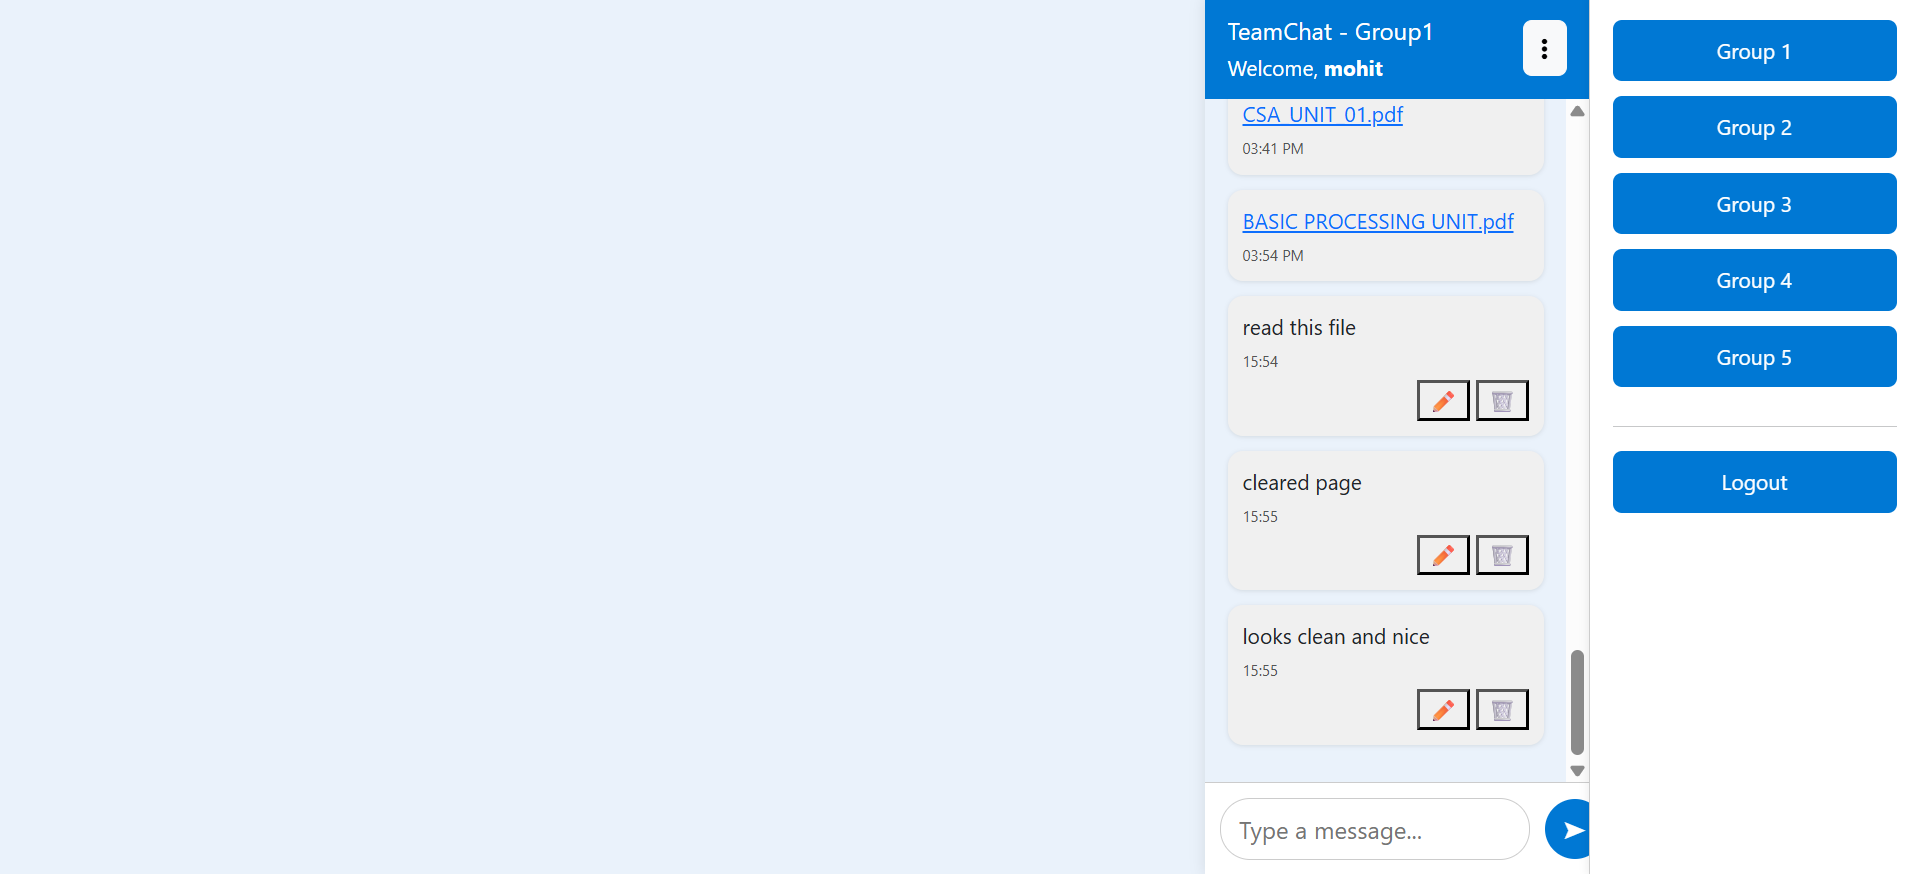 TeamChat - Group1
Welcome, mohit
CSA_UNIT_01.pdf
03:41 PM
BASIC PROCESSING UNIT.pdf
03:54 PM
read this file
15:54
cleared page
15:55
looks clean and nice
15:55
Type a message...
Group 1
Group 2
Group 3
Group 4
Group 5
Logout